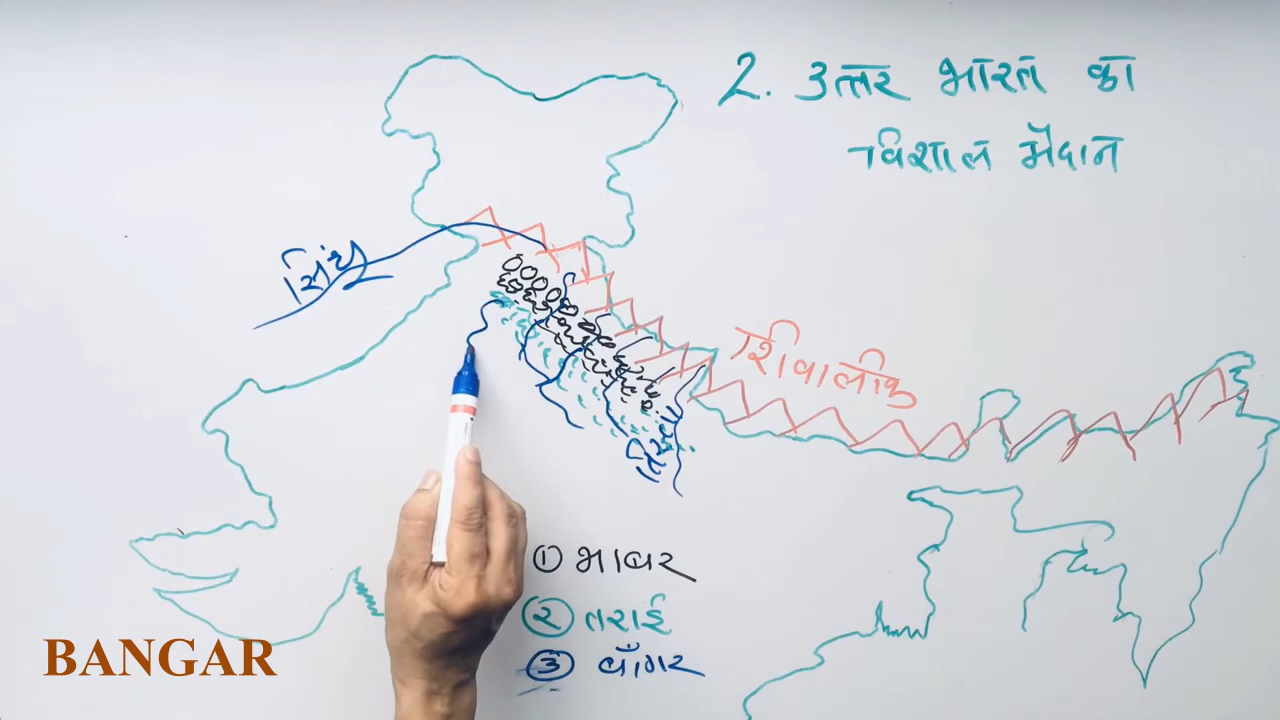 2. उत्तर भारत का
विशाल मैदान
सिंधु
शिवालीक
① भाबर
② तराई
③ बाँगर
BANGAR